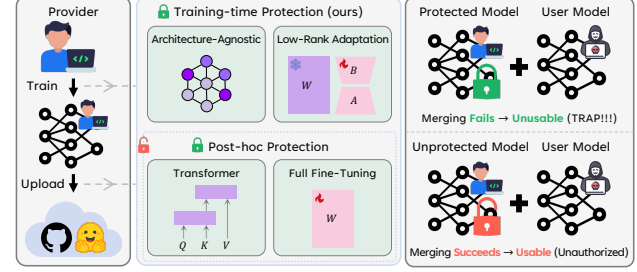 Provider
Train
Upload
Training-time Protection (ours)
Architecture-Agnostic
Low-Rank Adaptation
W
B
A
Post-hoc Protection
Transformer
Q K V
Full Fine-Tuning
W
Protected Model
User Model
Merging Fails → Unusable (TRAP!!!)
Unprotected Model
User Model
Merging Succeeds → Usable (Unauthorized)